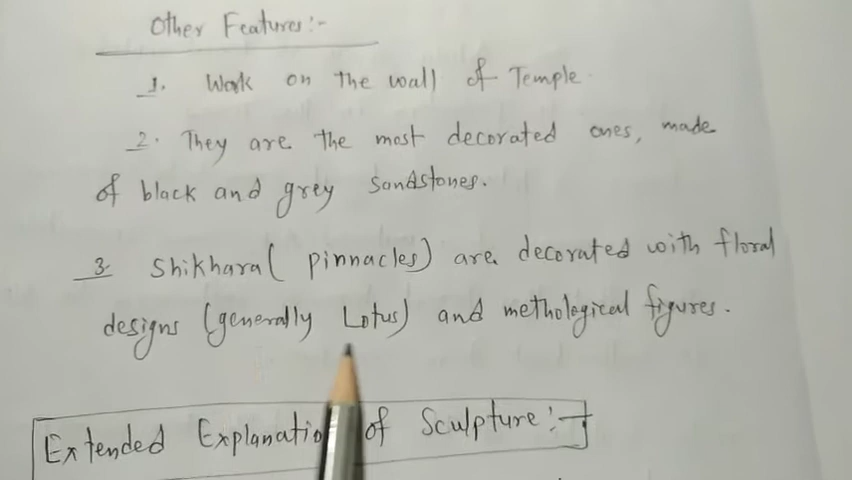 Other Features:-
1. Work on the wall of Temple.
2. They are the most decorated ones, made
of black and grey Sandstones.
3. Shikhara( pinnacles) are decorated with floral
designs (generally Lotus) and methological figures.
Extended Explanation of Sculpture:-